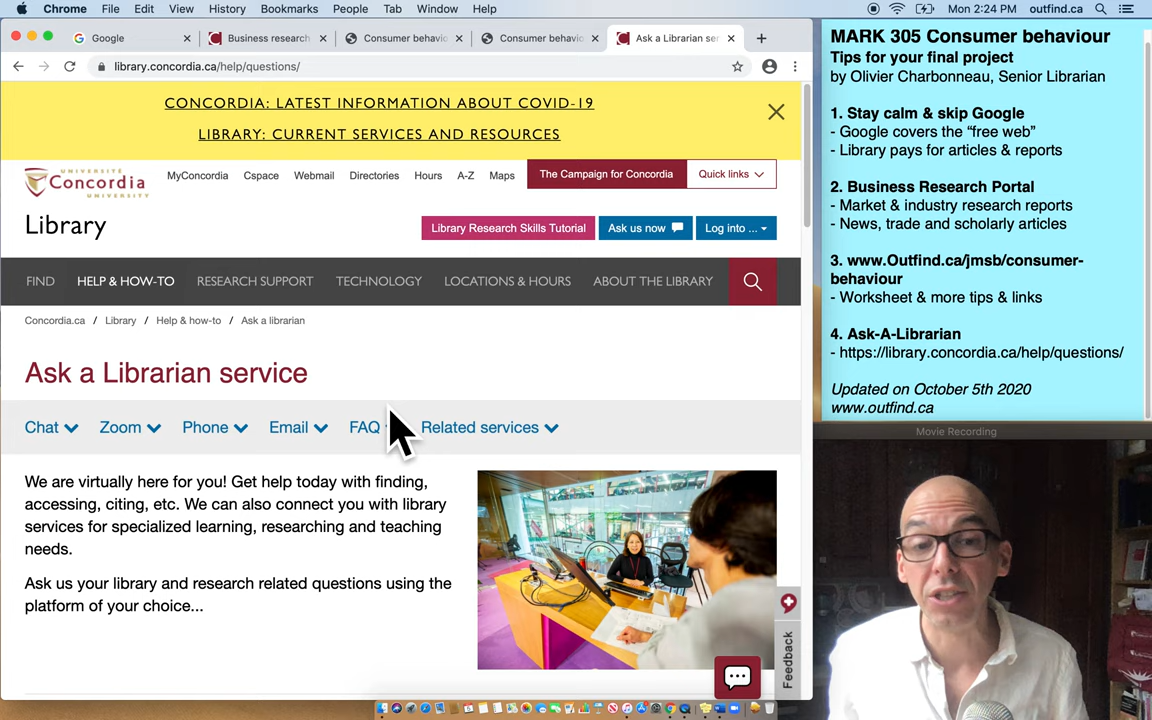 Chrome File Edit View History Bookmarks People Tab Window Help Mon 2:24 PM outfind.ca
Google Business research Consumer behavio Consumer behavio Ask a Librarian ser
library.concordia.ca/help/questions/
CONCORDIA: LATEST INFORMATION ABOUT COVID-19
LIBRARY: CURRENT SERVICES AND RESOURCES
UNIVERSITÉ
Concordia
UNIVERSITY
MyConcordia Cspace Webmail Directories Hours A-Z Maps The Campaign for Concordia Quick links
Library
Library Research Skills Tutorial Ask us now Log into ...
FIND HELP & HOW-TO RESEARCH SUPPORT TECHNOLOGY LOCATIONS & HOURS ABOUT THE LIBRARY
Concordia.ca / Library / Help & how-to / Ask a librarian
Ask a Librarian service
Chat Zoom Phone Email FAQ Related services
We are virtually here for you! Get help today with finding,
accessing, citing, etc. We can also connect you with library
services for specialized learning, researching and teaching
needs.
Ask us your library and research related questions using the
platform of your choice...
Feedback
MARK 305 Consumer behaviour
Tips for your final project
by Olivier Charbonneau, Senior Librarian
1. Stay calm & skip Google
- Google covers the “free web”
- Library pays for articles & reports
2. Business Research Portal
- Market & industry research reports
- News, trade and scholarly articles
3. www.Outfind.ca/jmsb/consumer-
behaviour
- Worksheet & more tips & links
4. Ask-A-Librarian
- https://library.concordia.ca/help/questions/
Updated on October 5th 2020
www.outfind.ca
Movie Recording